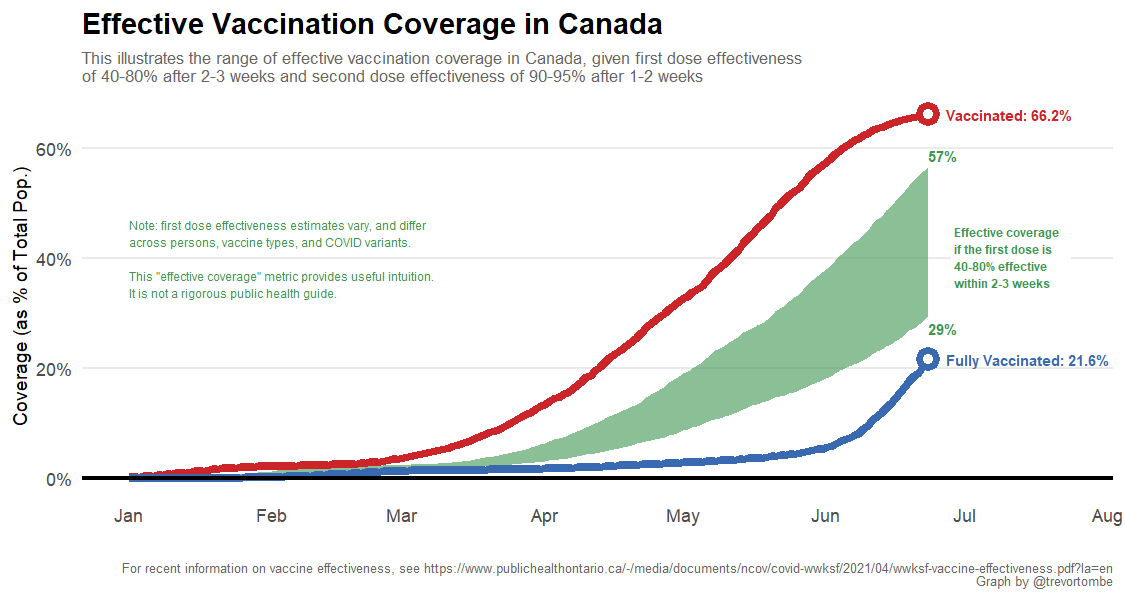 Effective Vaccination Coverage in Canada
This illustrates the range of effective vaccination coverage in Canada, given first dose effectiveness
of 40-80% after 2-3 weeks and second dose effectiveness of 90-95% after 1-2 weeks
Coverage (as % of Total Pop.)
60%
40%
20%
0%
Vaccinated: 66.2%
57%
Note: first dose effectiveness estimates vary, and differ
across persons, vaccine types, and COVID variants.
This "effective coverage" metric provides useful intuition.
It is not a rigorous public health guide.
Effective coverage
if the first dose is
40-80% effective
within 2-3 weeks
29%
Fully Vaccinated: 21.6%
Jan Feb Mar Apr May Jun Jul Aug
For recent information on vaccine effectiveness, see https://www.publichealthontario.ca/-/media/documents/ncov/covid-wwksf/2021/04/wwksf-vaccine-effectiveness.pdf?la=en
Graph by @trevortombe